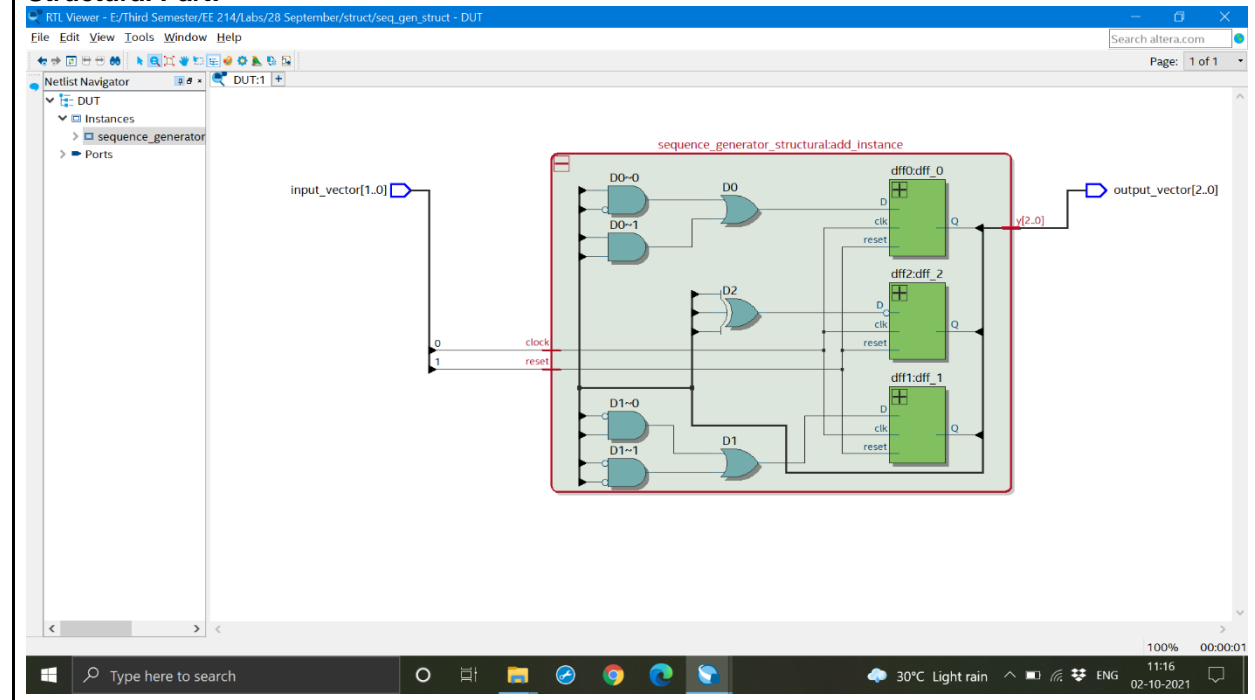 Structural Part:
RTL Viewer - E:/Third Semester/EE 214/Labs/28 September/struct/seq_gen_struct - DUT
File Edit View Tools Window Help
Search altera.com
Page: 1 of 1
Netlist Navigator
DUT:1
DUT
Instances
sequence_generator
Ports
sequence_generator_structural:add_instance
input_vector[1..0]
D0~0
D0
D0~1
dff0:dff_0
D
clk
reset
Q
y[2..0]
output_vector[2..0]
D2
dff2:dff_2
D
clk
reset
Q
0
clock
1
reset
D1~0
D1~1
D1
dff1:dff_1
D
clk
reset
Q
100% 00:00:01
Type here to search
30°C Light rain
ENG
11:16
02-10-2021